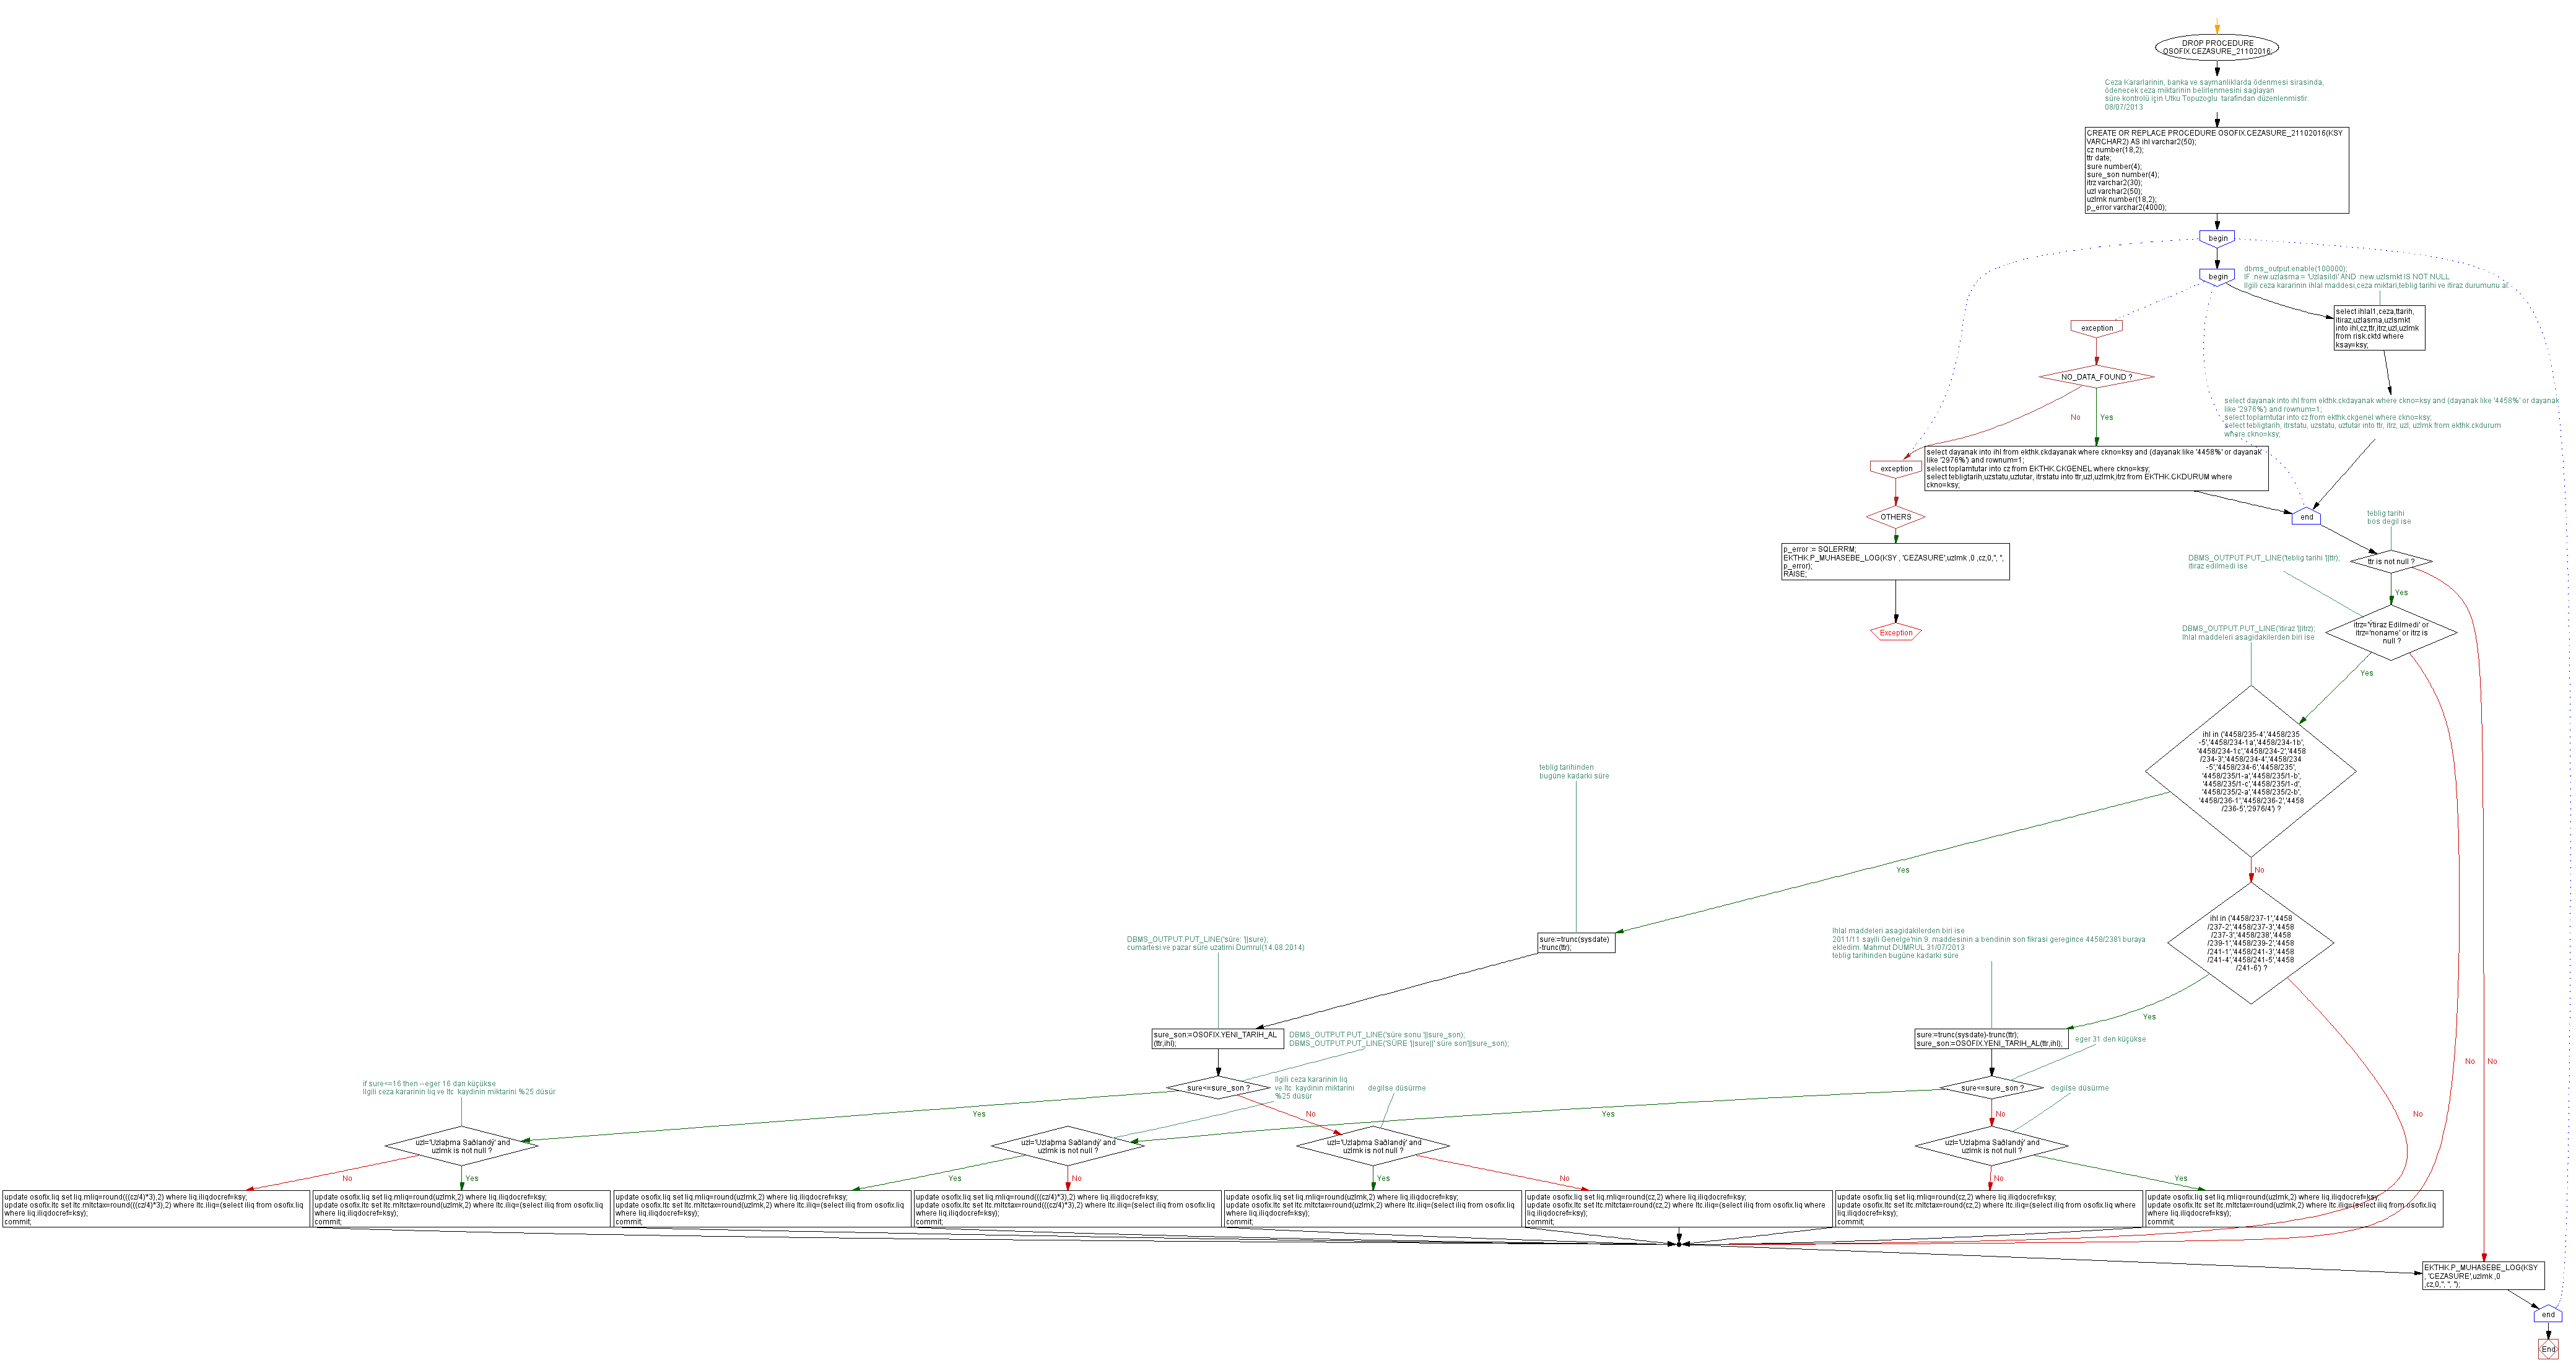 DROP PROCEDURE
OSOFIX.CEZASURE_21102016;
Ceza Kararlarinin, banka ve saymanliklarda ödenmesi sirasinda,
ödenecek ceza miktarinin belirlenmesini saglayan
süre kontrolü için Utku Topuzoglu  tarafindan düzenlenmistir.
08/07/2013
CREATE OR REPLACE PROCEDURE OSOFIX.CEZASURE_21102016(KSY
VARCHAR2) AS ihl varchar2(50);
cz number(18,2);
ttr date;
sure number(4);
sure_son number(4);
itrz varchar2(30);
uzl varchar2(50);
uzlmk number(18,2);
p_error varchar2(4000);
begin
begin
dbms_output.enable(100000);
IF :new.uzlasma = 'Uzlasildi' AND :new.uzlsmkt IS NOT NULL
Ilgili ceza kararinin ihlal maddesi,ceza miktari,teblig tarihi ve itiraz durumunu al.
select ihlal1,ceza,ttarih,
itiraz,uzlasma,uzlsmkt
into ihl,cz,ttr,itrz,uzl,uzlmk
from risk.cktd where
ksay=ksy;
exception
NO_DATA_FOUND ?
No
Yes
select dayanak into ihl from ekthk.ckdayanak where ckno=ksy and (dayanak like '4458%' or dayanak
like '2976%') and rownum=1;
select toplamtutar into cz from ekthk.ckgenel where ckno=ksy;
select tebligtarih, itrstatu, uzstatu, uztutar into ttr, itrz, uzl, uzlmk from ekthk.ckdurum
where ckno=ksy;
select dayanak into ihl from ekthk.ckdayanak where ckno=ksy and (dayanak like '4458%' or dayanak
like '2976%') and rownum=1;
select toplamtutar into cz from EKTHK.CKGENEL where ckno=ksy;
select tebligtarih,uzstatu,uztutar, itrstatu into ttr,uzl,uzlmk,itrz from EKTHK.CKDURUM where
ckno=ksy;
exception
OTHERS
end
teblig tarihi
bos degil ise
p_error := SQLERRM;
EKTHK.P_MUHASEBE_LOG(KSY , 'CEZASURE',uzlmk ,0 ,cz,0,'', '',
p_error);
RAISE;
Exception
ttr is not null ?
DBMS_OUTPUT.PUT_LINE('teblig tarihi '||ttr);
itiraz edilmedi ise
Yes
itrz='Ýtiraz Edilmedi' or
itrz='noname' or itrz is
null ?
DBMS_OUTPUT.PUT_LINE('itiraz '||itrz);
Ihlal maddeleri asagidakilerden biri ise
Yes
ihl in ('4458/235-4','4458/235
-5','4458/234-1a','4458/234-1b',
'4458/234-1c','4458/234-2','4458
/234-3','4458/234-4','4458/234
-5','4458/234-6','4458/235',
'4458/235/1-a','4458/235/1-b',
'4458/235/1-c','4458/235/1-d',
'4458/235/2-a','4458/235/2-b',
'4458/236-1','4458/236-2','4458
/236-5','2976/4') ?
teblig tarihinden
bugüne kadarki süre
Yes
No
ihl in ('4458/237-1','4458
/237-2','4458/237-3','4458
/237-3','4458/238','4458
/239-1','4458/239-2','4458
/241-1','4458/241-3','4458
/241-4','4458/241-5','4458
/241-6') ?
sure:=trunc(sysdate)
-trunc(ttr);
DBMS_OUTPUT.PUT_LINE('süre: '||sure);
cumartesi ve pazar süre uzatimi Dumrul(14.08.2014)
Ihlal maddeleri asagidakilerden biri ise
2011/11 sayili Genelge'nin 9. maddesinin a bendinin son fikrasi geregince 4458/238'i buraya
ekledim. Mahmut DUMRUL 31/07/2013
teblig tarihinden bugüne kadarki süre
Yes
sure_son:=OSOFIX.YENI_TARIH_AL
(ttr,ihl);
DBMS_OUTPUT.PUT_LINE('süre sonu '||sure_son);
DBMS_OUTPUT.PUT_LINE('SÜRE '||sure||' süre son'||sure_son);
sure:=trunc(sysdate)-trunc(ttr);
sure_son:=OSOFIX.YENI_TARIH_AL(ttr,ihl);
eger 31 den küçükse
No
No
if sure<=16 then --eger 16 dan küçükse
Ilgili ceza kararinin liq ve ltc  kaydinin miktarini %25 düsür
sure<=sure_son ?
Ilgili ceza kararinin liq
ve ltc  kaydinin miktarini
%25 düsür
degilse düsürme
sure<=sure_son ?
degilse düsürme
Yes
No
Yes
No
No
uzl='Uzlaþma Saðlandý' and
uzlmk is not null ?
uzl='Uzlaþma Saðlandý' and
uzlmk is not null ?
uzl='Uzlaþma Saðlandý' and
uzlmk is not null ?
uzl='Uzlaþma Saðlandý' and
uzlmk is not null ?
No
Yes
Yes
No
Yes
No
No
Yes
update osofix.liq set liq.mliq=round(((cz/4)*3),2) where liq.iliqdocref=ksy;
update osofix.ltc set ltc.mltctax=round(((cz/4)*3),2) where ltc.iliq=(select iliq from osofix.liq
where liq.iliqdocref=ksy);
commit;
update osofix.liq set liq.mliq=round(uzlmk,2) where liq.iliqdocref=ksy;
update osofix.ltc set ltc.mltctax=round(uzlmk,2) where ltc.iliq=(select iliq from osofix.liq
where liq.iliqdocref=ksy);
commit;
update osofix.liq set liq.mliq=round(uzlmk,2) where liq.iliqdocref=ksy;
update osofix.ltc set ltc.mltctax=round(uzlmk,2) where ltc.iliq=(select iliq from osofix.liq
where liq.iliqdocref=ksy);
commit;
update osofix.liq set liq.mliq=round(((cz/4)*3),2) where liq.iliqdocref=ksy;
update osofix.ltc set ltc.mltctax=round(((cz/4)*3),2) where ltc.iliq=(select iliq from osofix.liq
where liq.iliqdocref=ksy);
commit;
update osofix.liq set liq.mliq=round(uzlmk,2) where liq.iliqdocref=ksy;
update osofix.ltc set ltc.mltctax=round(uzlmk,2) where ltc.iliq=(select iliq from osofix.liq
where liq.iliqdocref=ksy);
commit;
update osofix.liq set liq.mliq=round(cz,2) where liq.iliqdocref=ksy;
update osofix.ltc set ltc.mltctax=round(cz,2) where ltc.iliq=(select iliq from osofix.liq where
liq.iliqdocref=ksy);
commit;
update osofix.liq set liq.mliq=round(cz,2) where liq.iliqdocref=ksy;
update osofix.ltc set ltc.mltctax=round(cz,2) where ltc.iliq=(select iliq from osofix.liq where
liq.iliqdocref=ksy);
commit;
update osofix.liq set liq.mliq=round(uzlmk,2) where liq.iliqdocref=ksy;
update osofix.ltc set ltc.mltctax=round(uzlmk,2) where ltc.iliq=(select iliq from osofix.liq
where liq.iliqdocref=ksy);
commit;
EKTHK.P_MUHASEBE_LOG(KSY
, 'CEZASURE',uzlmk ,0
,cz,0,'', '', '');
end
End